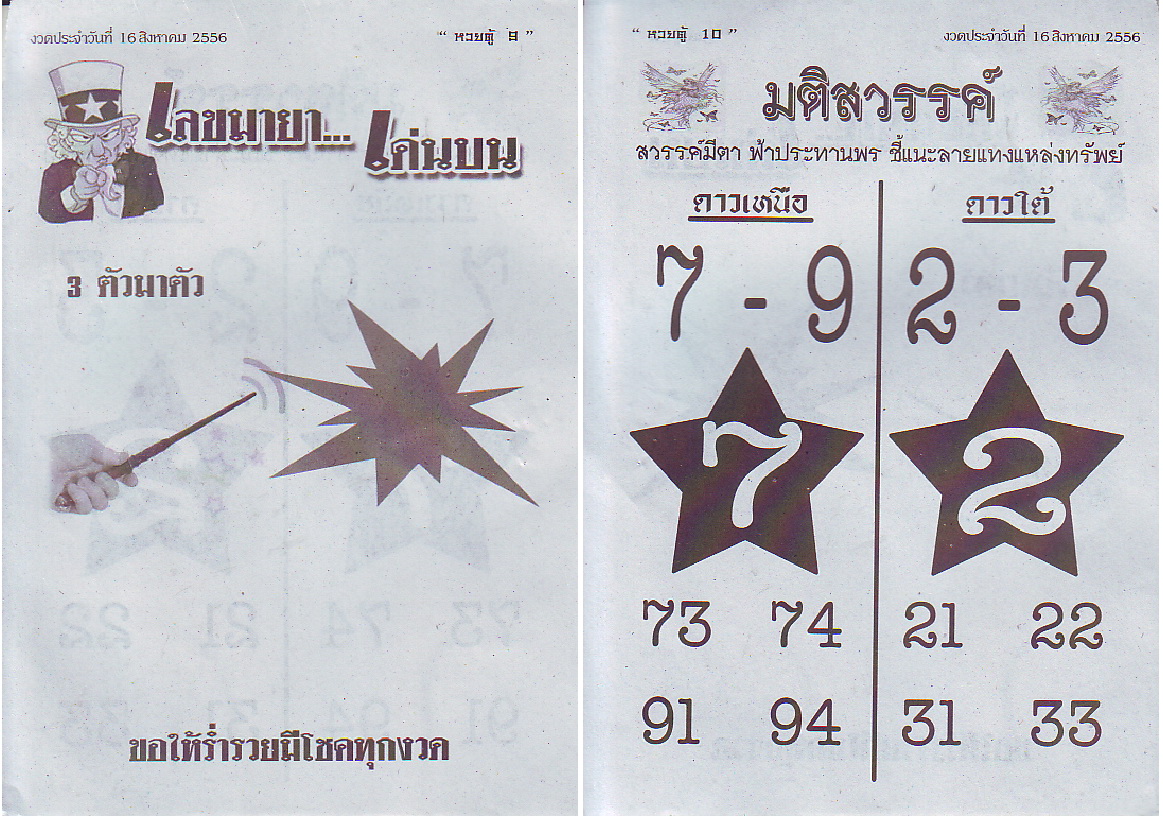 งวดประจำวันที่ 16 สิงหาคม 2556
“ หวยตู้ 9 ”
เลขมายา... เด่นบน
3 ตัวมาตัว
ขอให้ร่ำรวยมีโชคทุกงวด
“ หวยตู้ 10 ”
งวดประจำวันที่ 16 สิงหาคม 2556
มติสวรรค์
สวรรค์มีตา ฟ้าประทานพร ชี้แนะลายแทงแหล่งทรัพย์
ดาวเหนือ
7 - 9
7
73 74
91 94
ดาวใต้
2 - 3
2
21 22
31 33